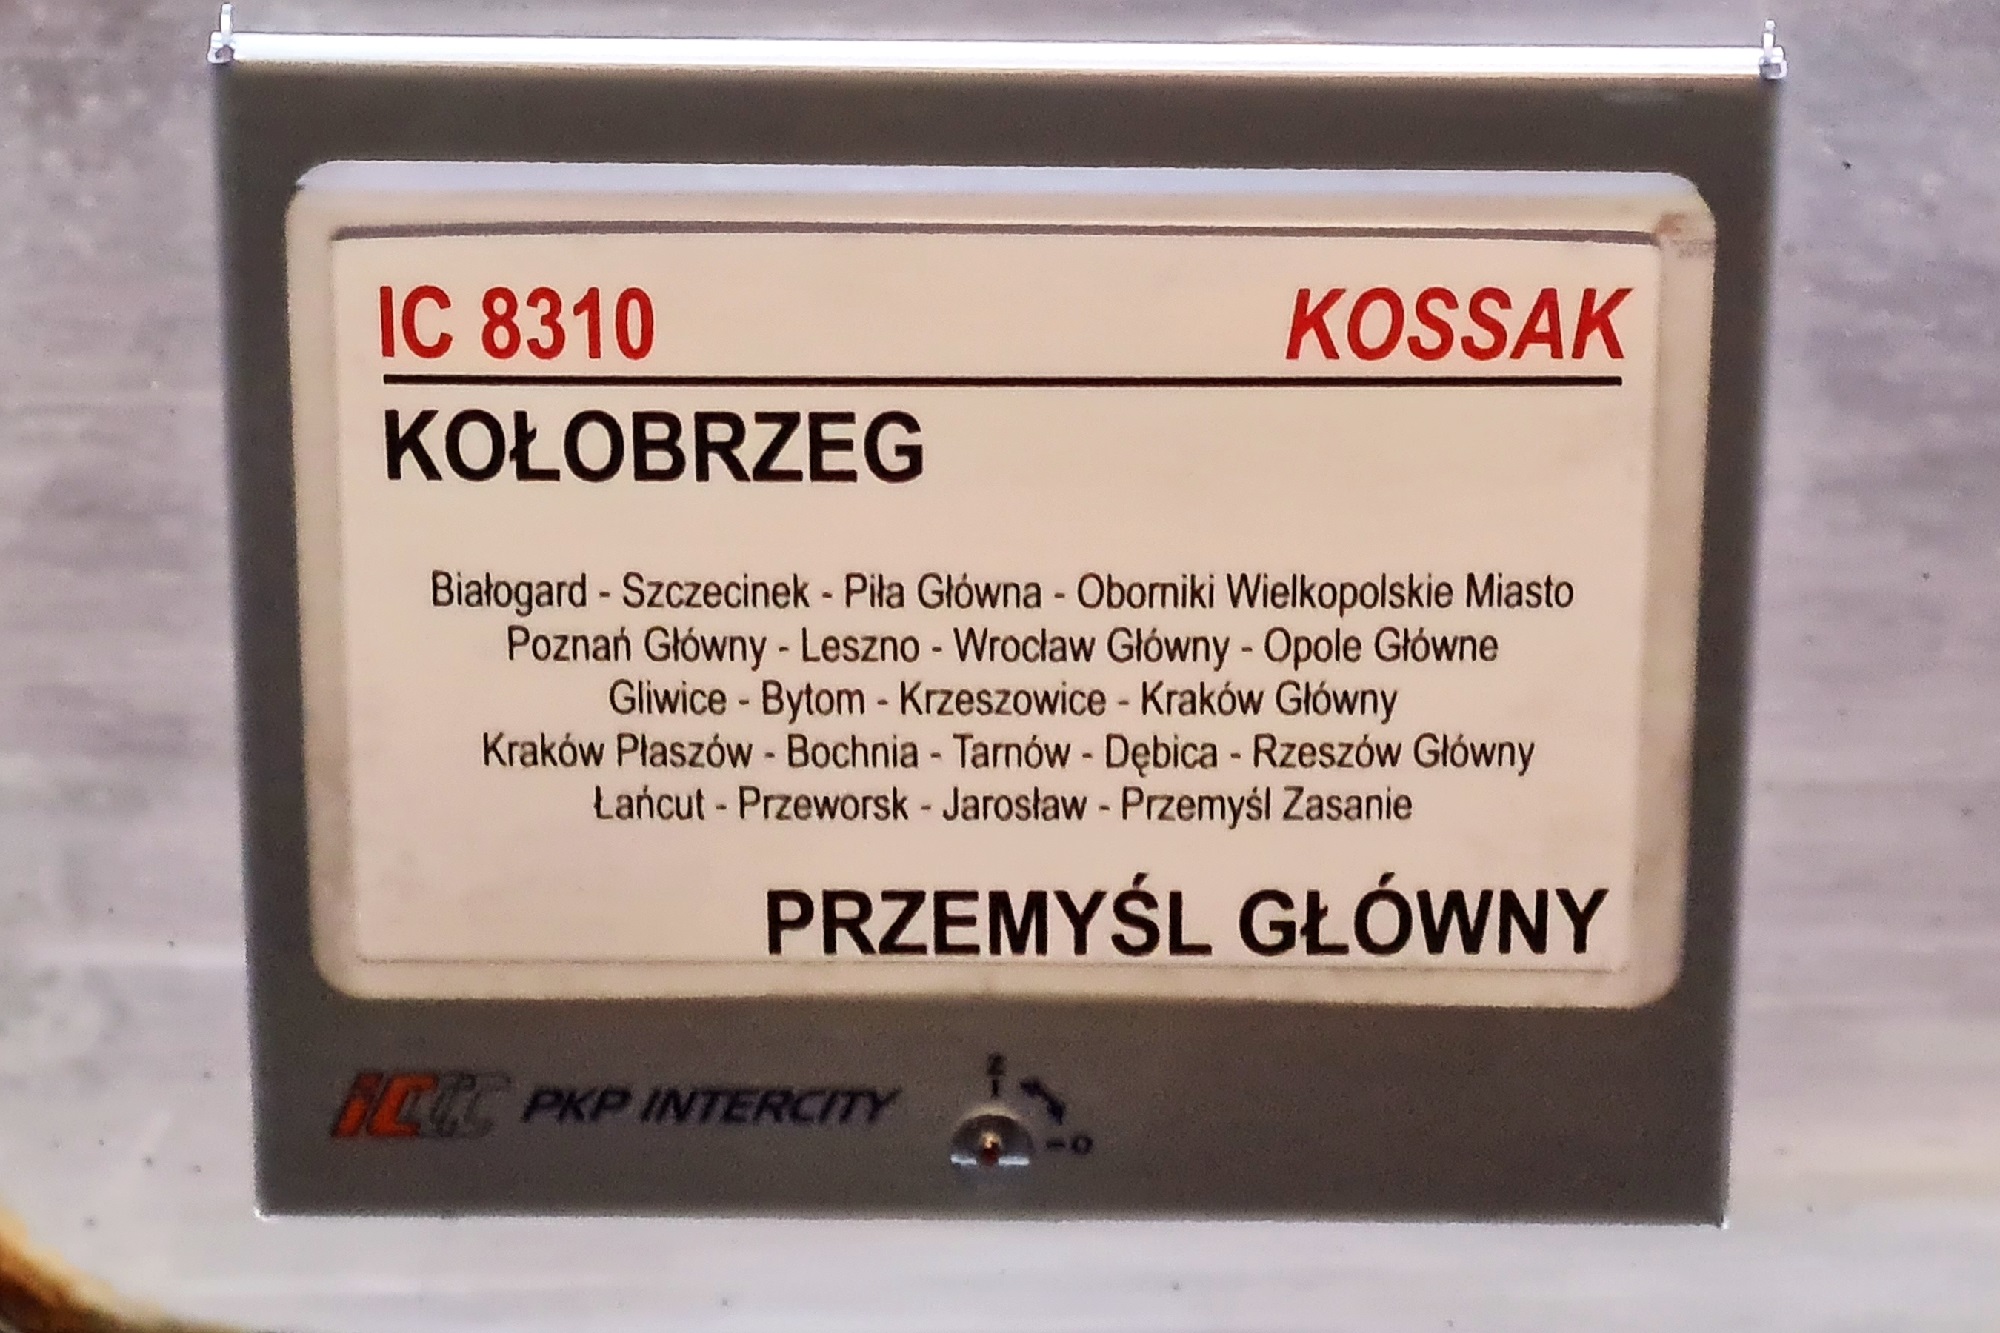 IC 8310 KOSSAK
KOŁOBRZEG
Białogard - Szczecinek - Piła Główna - Oborniki Wielkopolskie Miasto
Poznań Główny - Leszno - Wrocław Główny - Opole Główne
Gliwice - Bytom - Krzeszowice - Kraków Główny
Kraków Płaszów - Bochnia - Tarnów - Dębica - Rzeszów Główny
Łańcut - Przeworsk - Jarosław - Przemyśl Zasanie
PRZEMYŚL GŁÓWNY
IC PKP INTERCITY
Z
O